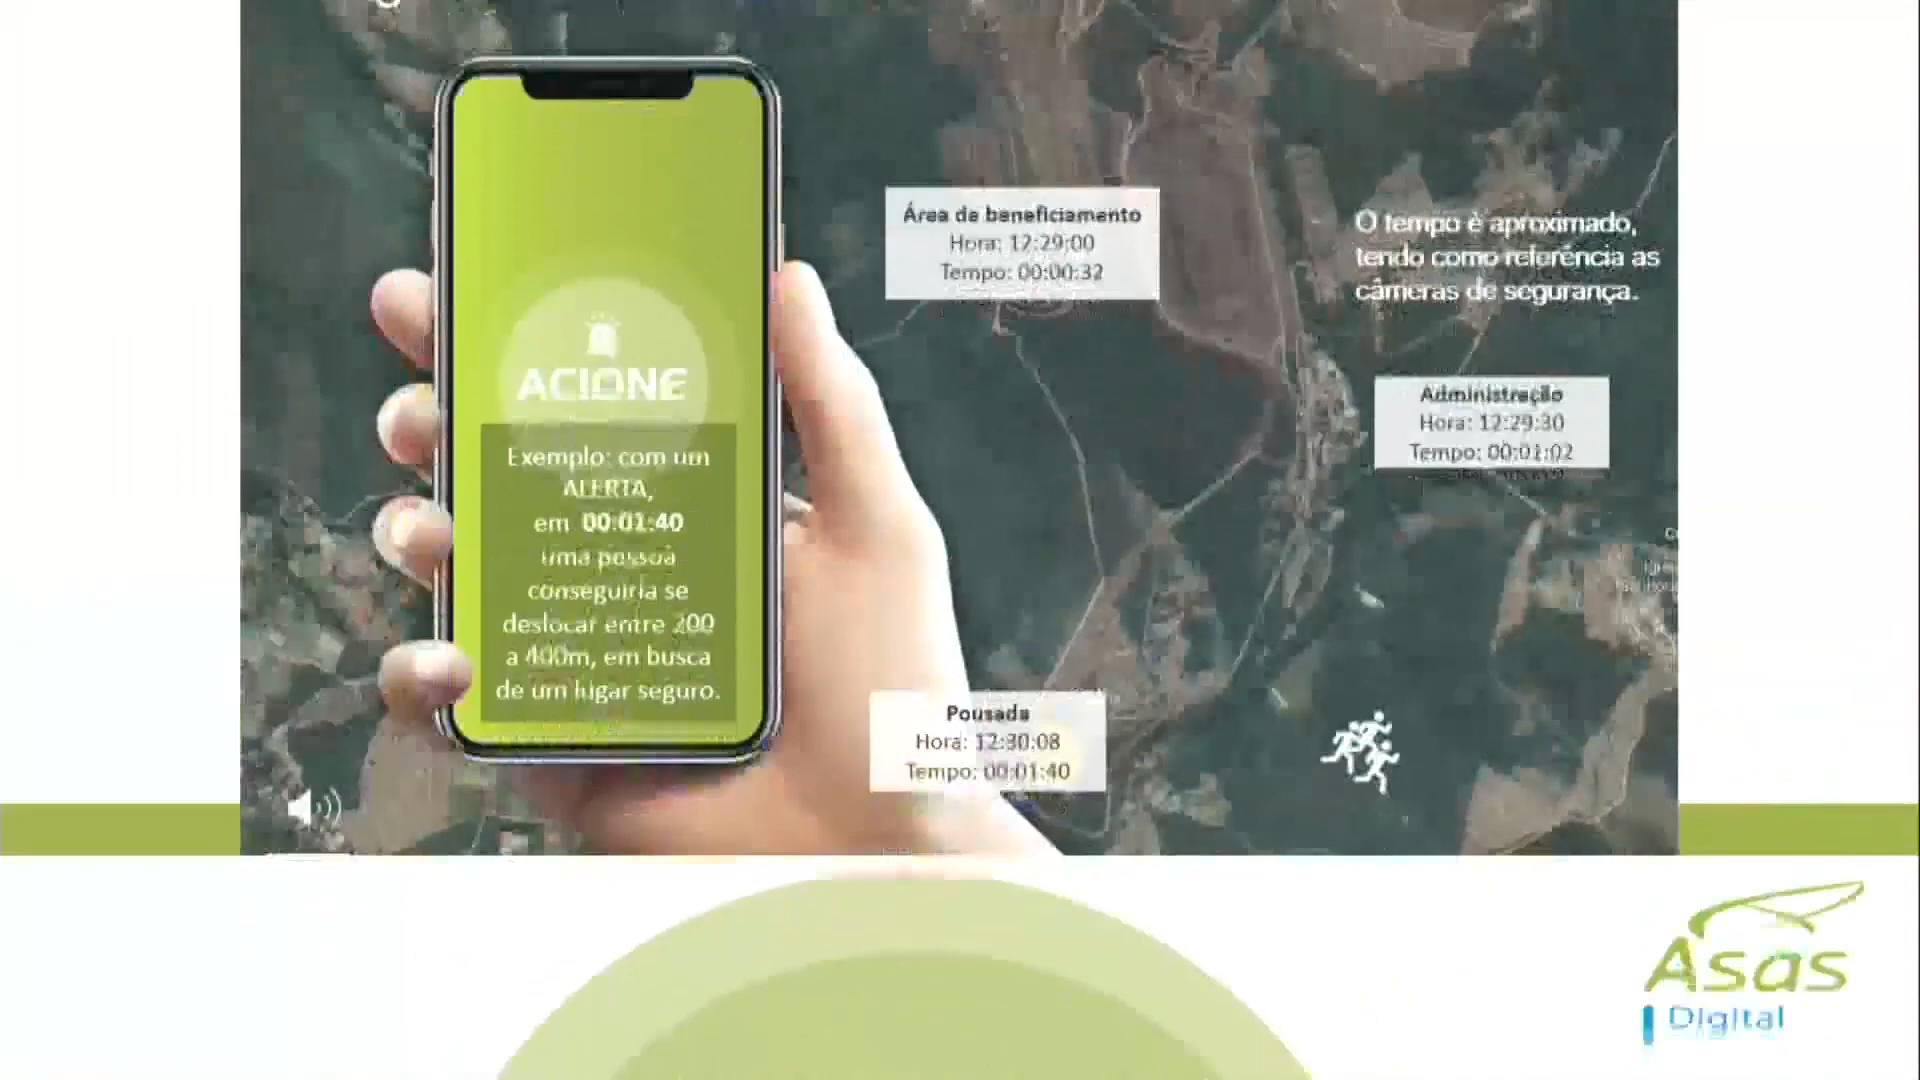 ACIONE
Exemplo: com um
ALERTA,
em 00:01:40
uma pessoa
conseguiria se
deslocar entre 200
a 400m, em busca
de um lugar seguro.
Área de beneficiamento
Hora: 12:29:00
Tempo: 00:00:32
O tempo é aproximado,
tendo como referência as
câmeras de segurança.
Administração
Hora: 12:29:30
Tempo: 00:01:02
Pousada
Hora: 12:30:08
Tempo: 00:01:40
Asas
Digital